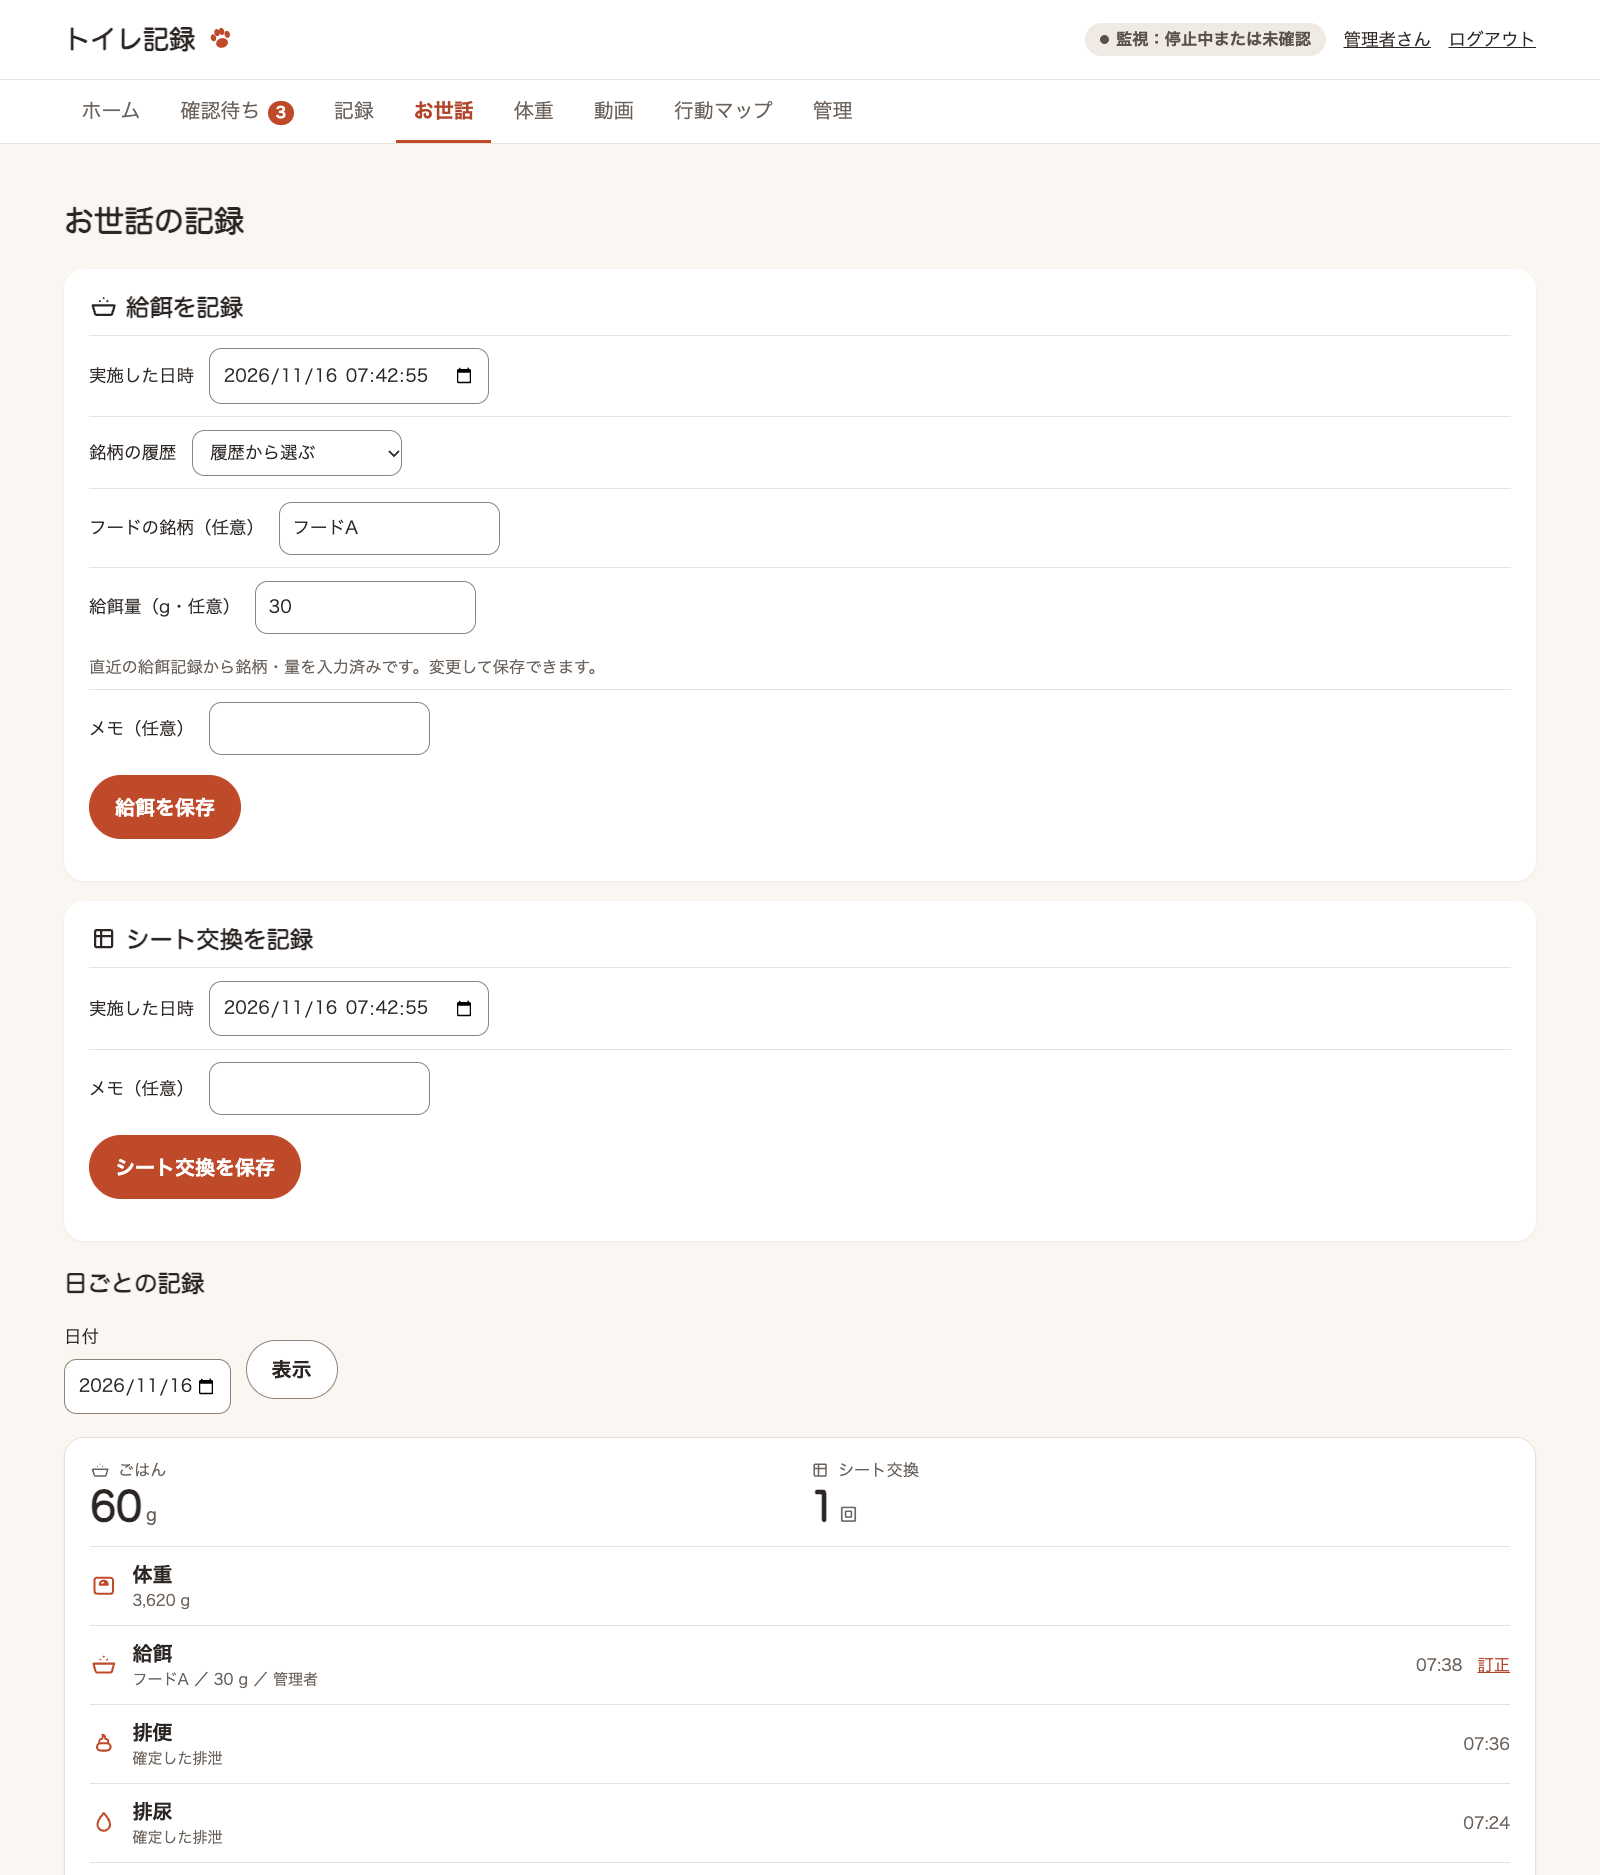 トイレ記録
監視：停止中または未確認 管理者さん ログアウト
ホーム 確認待ち 3 記録 お世話 体重 動画 行動マップ 管理
お世話の記録
給餌を記録
実施した日時 2026/11/16 07:42:55
銘柄の履歴 履歴から選ぶ
フードの銘柄（任意） フードA
給餌量（g・任意） 30
直近の給餌記録から銘柄・量を入力済みです。変更して保存できます。
メモ（任意）
給餌を保存
シート交換を記録
実施した日時 2026/11/16 07:42:55
メモ（任意）
シート交換を保存
日ごとの記録
日付
2026/11/16 表示
ごはん シート交換
60 g 1 回
体重
3,620 g
給餌
フードA ／ 30 g ／ 管理者 07:38 訂正
排便
確定した排泄 07:36
排尿
確定した排泄 07:24